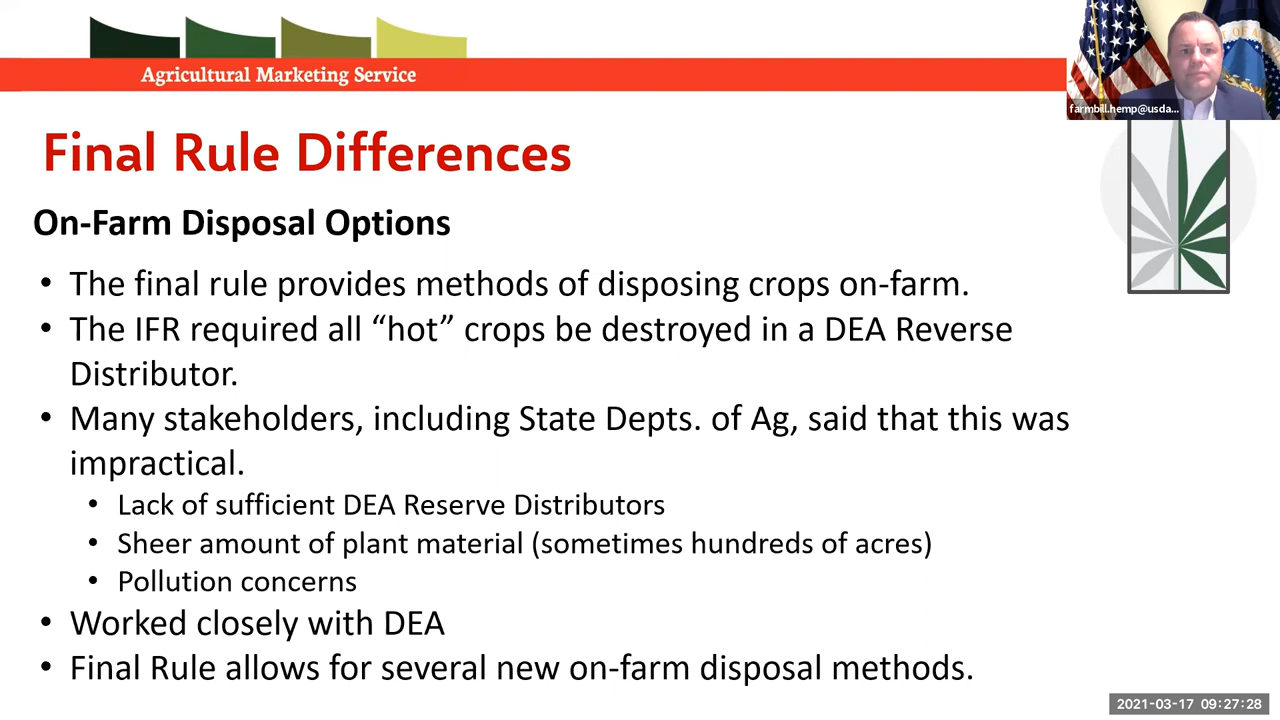 Agricultural Marketing Service
farmbill.hemp@usda...
Final Rule Differences
On-Farm Disposal Options
• The final rule provides methods of disposing crops on-farm.
• The IFR required all “hot” crops be destroyed in a DEA Reverse
Distributor.
• Many stakeholders, including State Depts. of Ag, said that this was
impractical.
• Lack of sufficient DEA Reserve Distributors
• Sheer amount of plant material (sometimes hundreds of acres)
• Pollution concerns
• Worked closely with DEA
• Final Rule allows for several new on-farm disposal methods.
2021-03-17 09:27:28